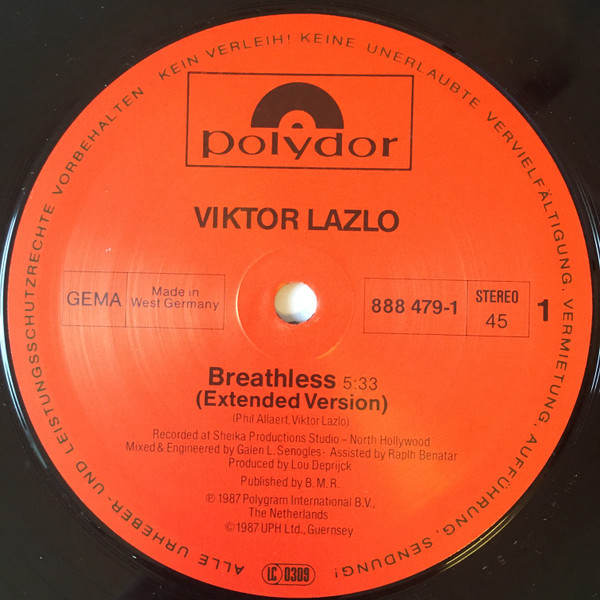 ALLE URHEBER- UND LEISTUNGSSCHUTZRECHTE VORBEHALTEN KEIN VERLEIH! KEINE UNERLAUBTE VERVIELFÄLTIGUNG, VERMIETUNG, AUFFÜHRUNG, SENDUNG!
polydor
VIKTOR LAZLO
GEMA
Made in
West Germany
888 479-1
STEREO
45
1
Breathless 5:33
(Extended Version)
(Phil Allaert, Viktor Lazlo)
Recorded at Sheika Productions Studio - North Hollywood
Mixed & Engineered by Galen L. Senogles - Assisted by Raplh Benatar
Produced by Lou Deprijck
Published by B.M.R.
℗ 1987 Polygram International B.V.,
The Netherlands
© 1987 UPH Ltd., Guernsey
LC 0309